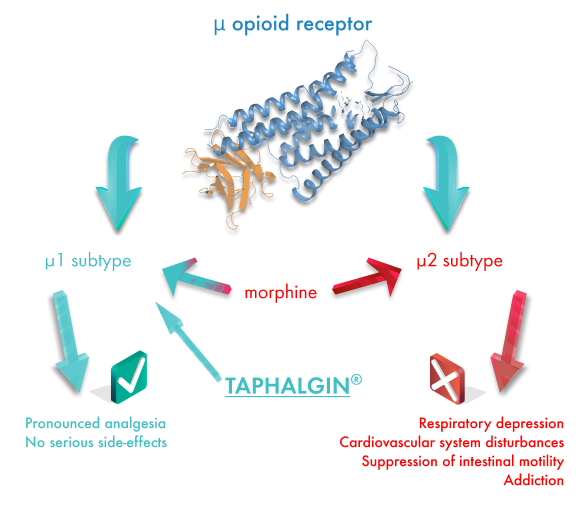 μ opioid receptor
μ1 subtype
μ2 subtype
morphine
TAPHALGIN®
Pronounced analgesia
No serious side-effects
Respiratory depression
Cardiovascular system disturbances
Suppression of intestinal motility
Addiction